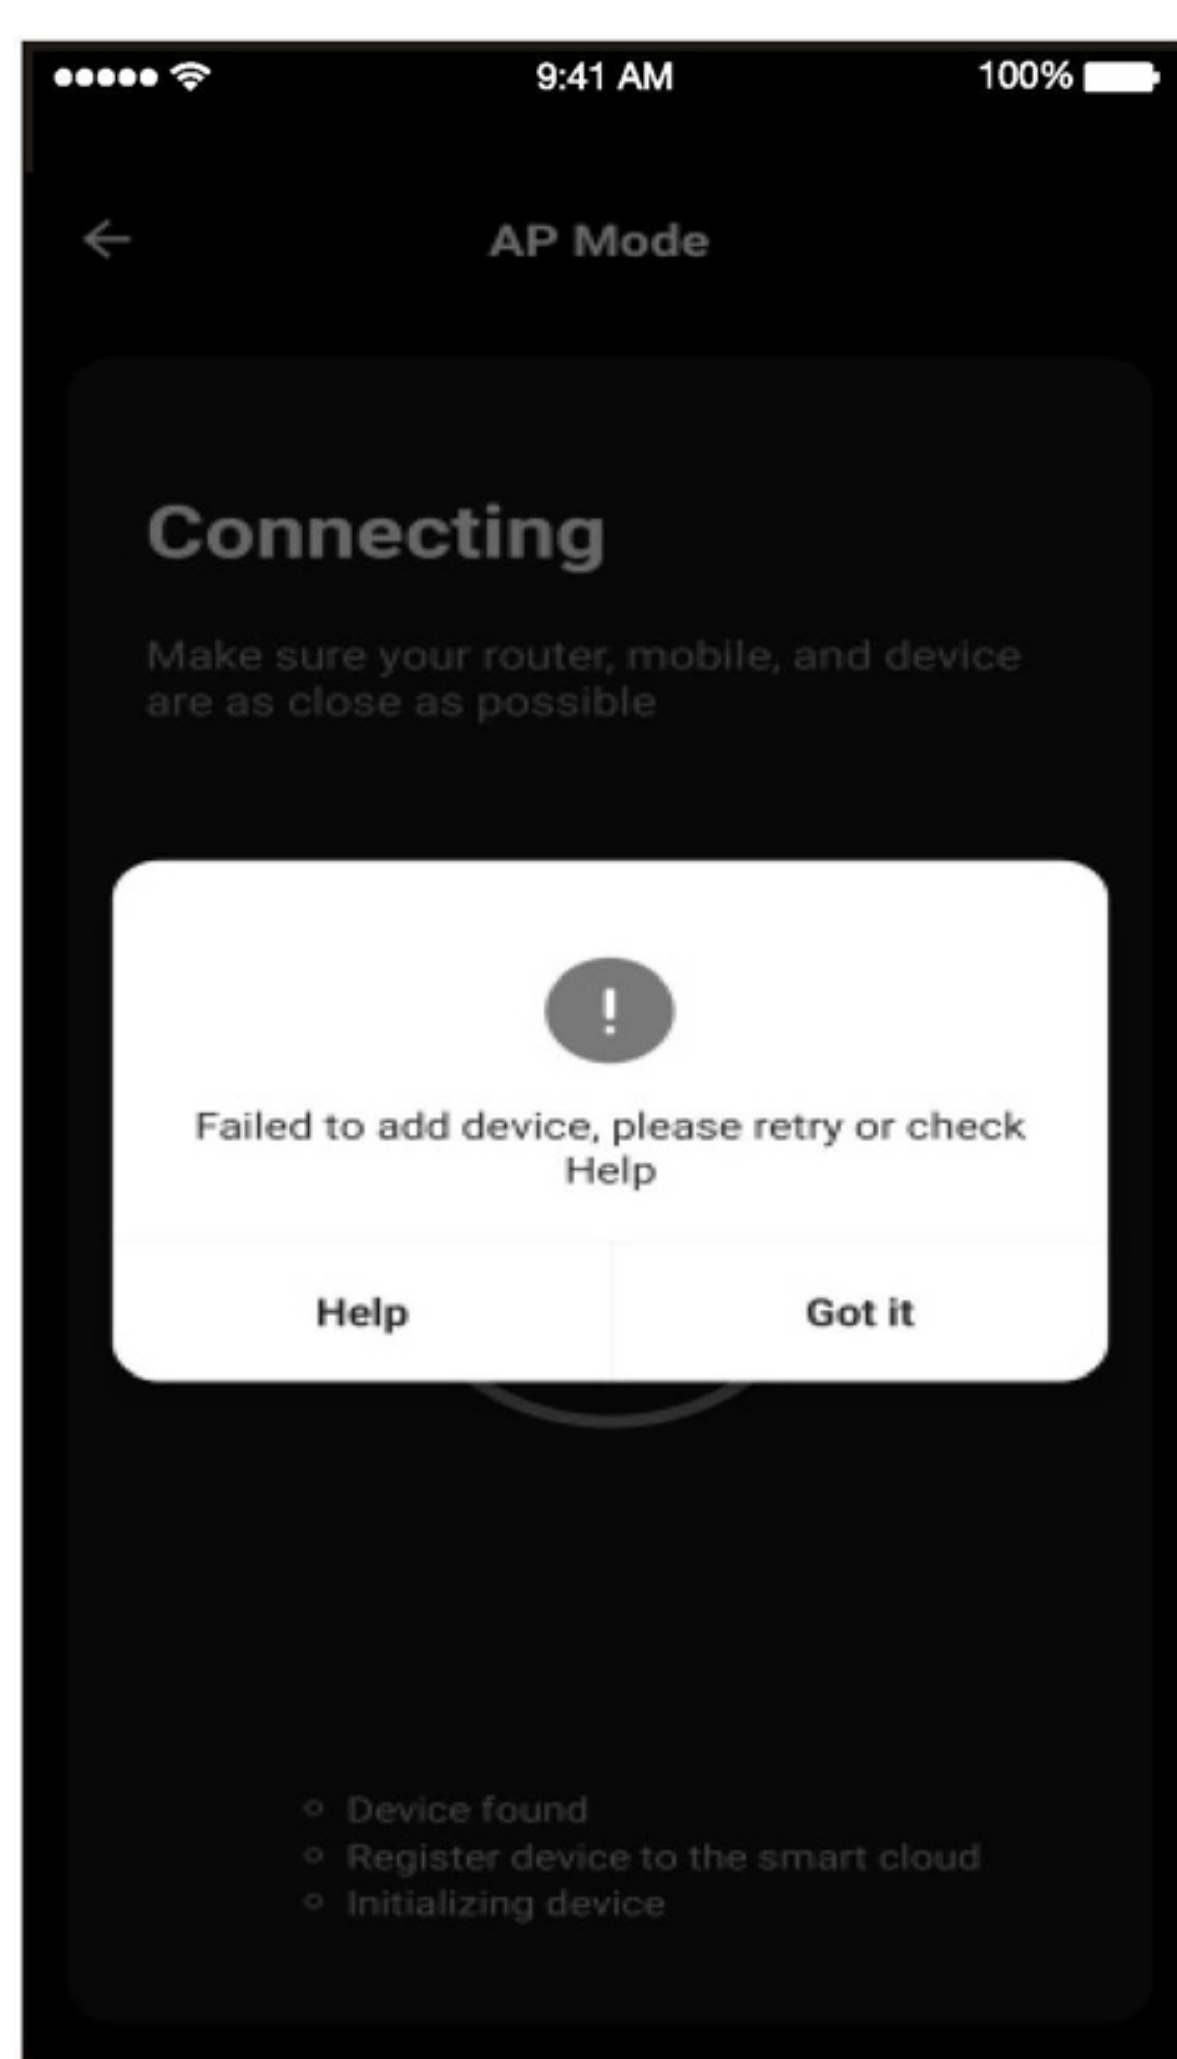 9:41 AM 100%
AP Mode
Connecting
Make sure your router, mobile, and device
are as close as possible
!
Failed to add device, please retry or check
Help
Help Got it
Device found
Register device to the smart cloud
Initializing device